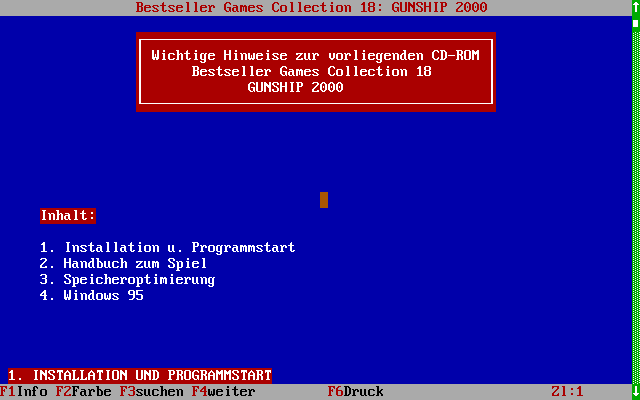 Bestseller Games Collection 18: GUNSHIP 2000
Wichtige Hinweise zur vorliegenden CD-ROM
Bestseller Games Collection 18
GUNSHIP 2000
Inhalt:
1. Installation u. Programmstart
2. Handbuch zum Spiel
3. Speicheroptimierung
4. Windows 95
1. INSTALLATION UND PROGRAMMSTART
F1Info F2Farbe F3suchen F4weiter F6Druck Zl:1